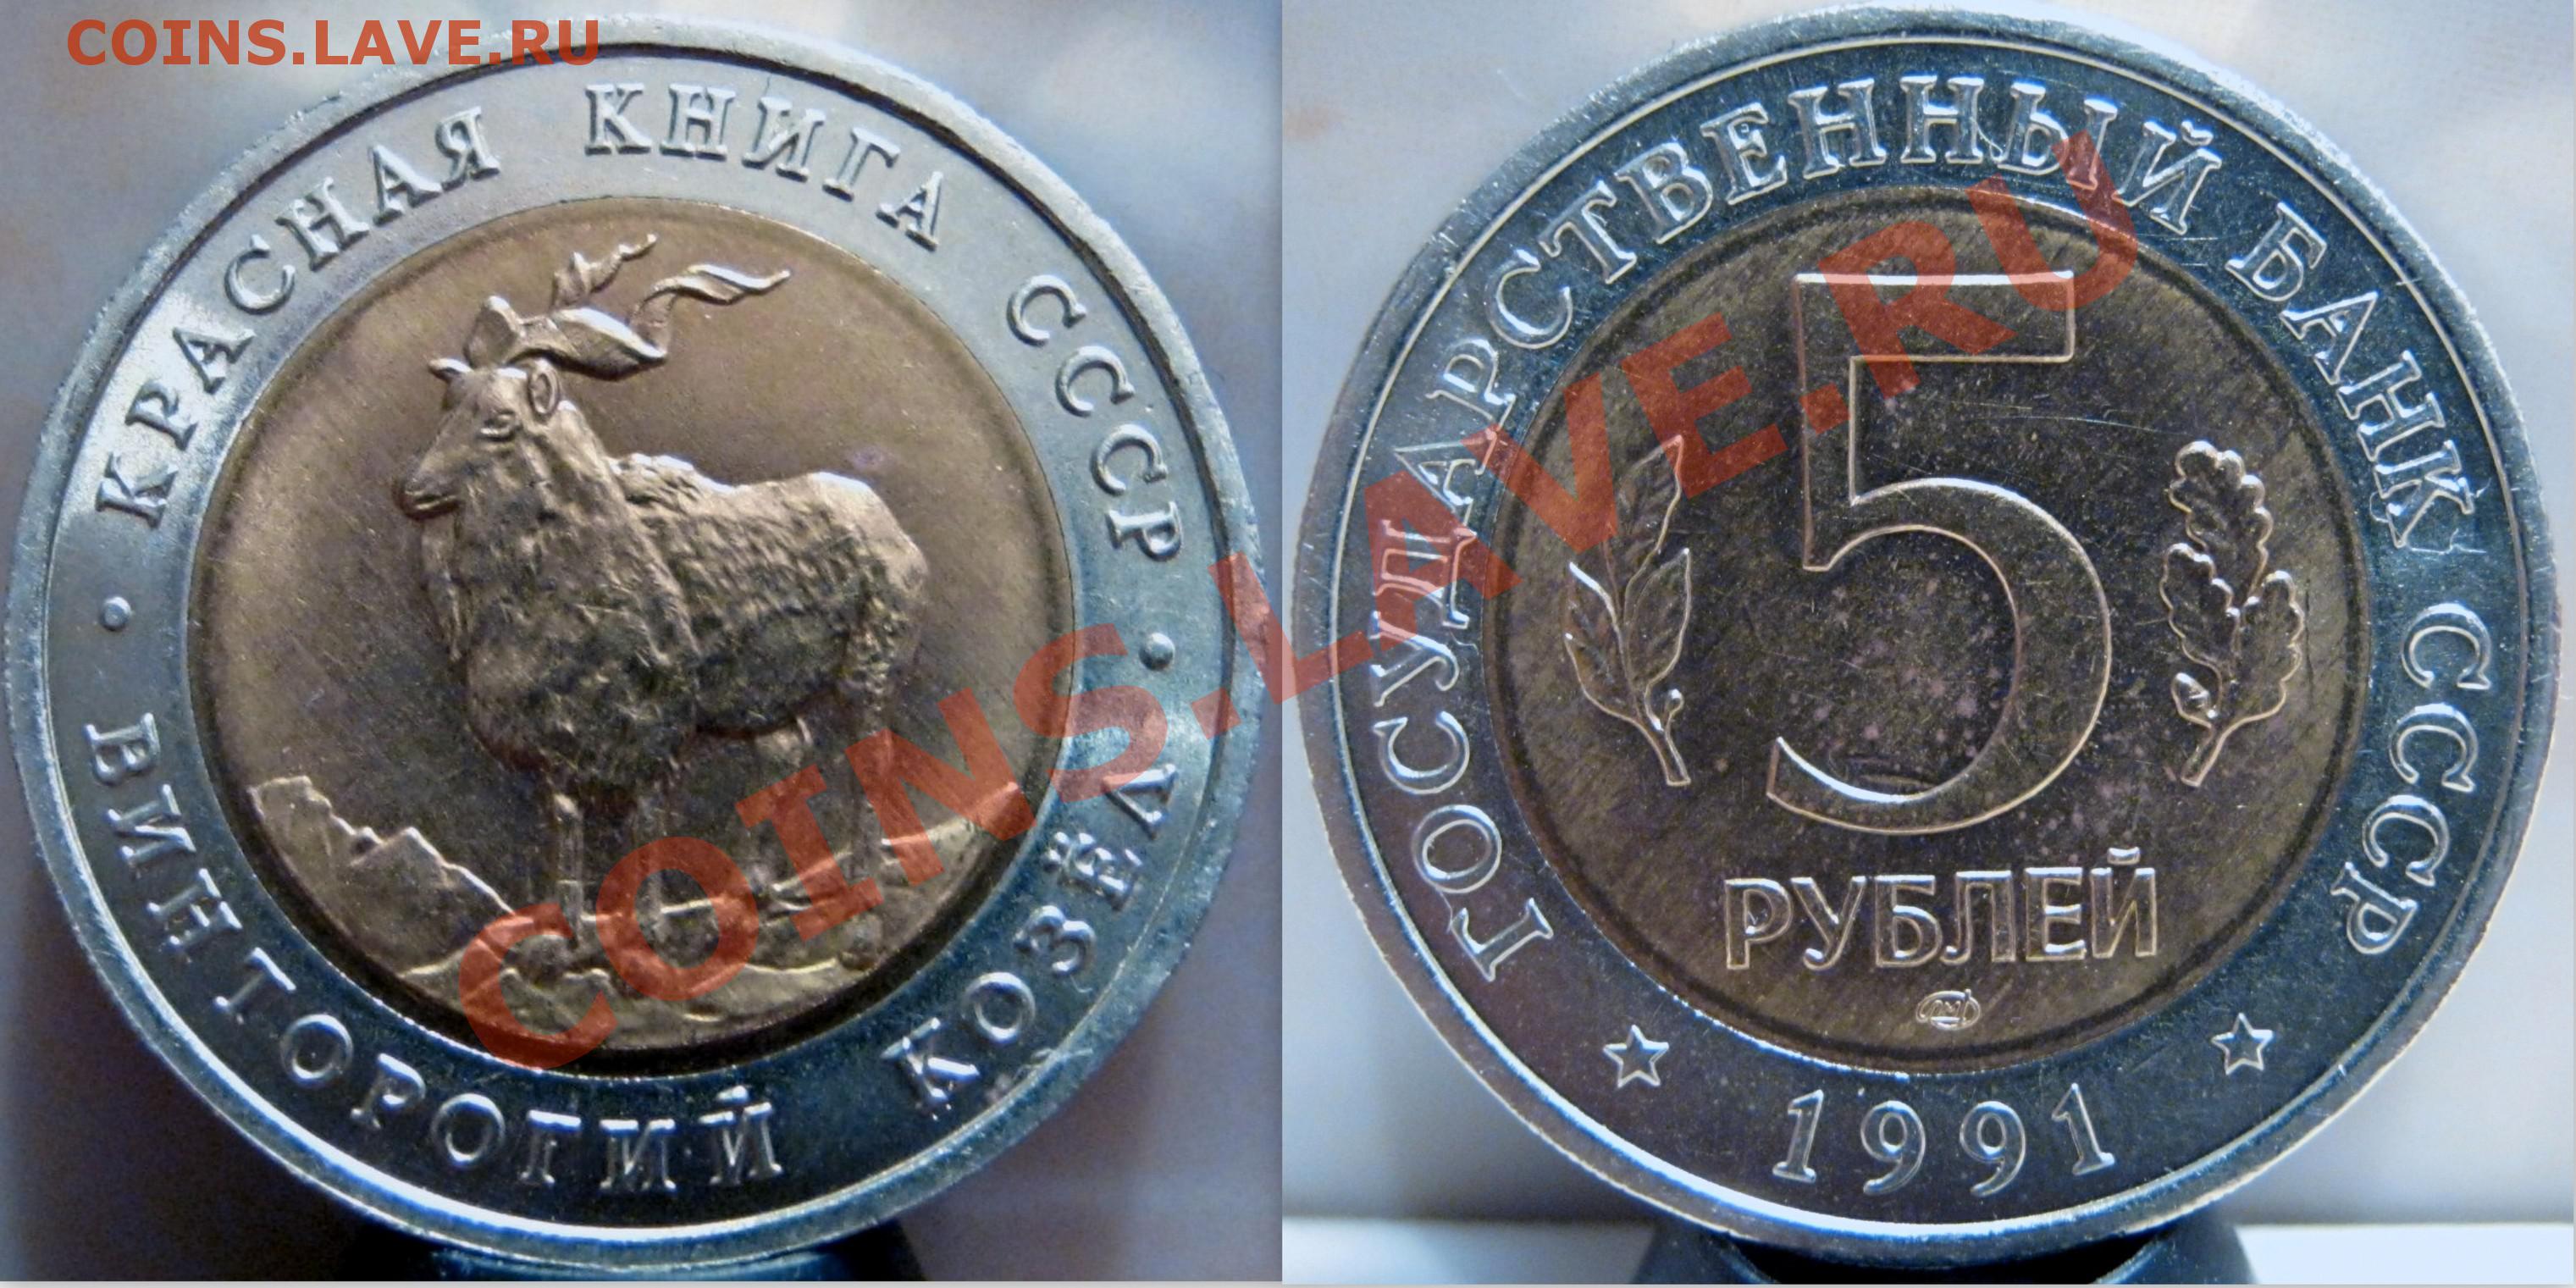 COINS.LAVE.RU
• КРАСНАЯ КНИГА СССР •
ВИНТОРОГИЙ КОЗЁЛ
ГОСУДАРСТВЕННЫЙ БАНК СССР
5
РУБЛЕЙ
1991
COINS.LAVE.RU